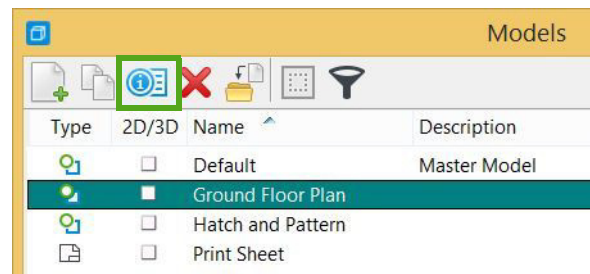 Models
Type 2D/3D Name Description
Default Master Model
Ground Floor Plan
Hatch and Pattern
Print Sheet